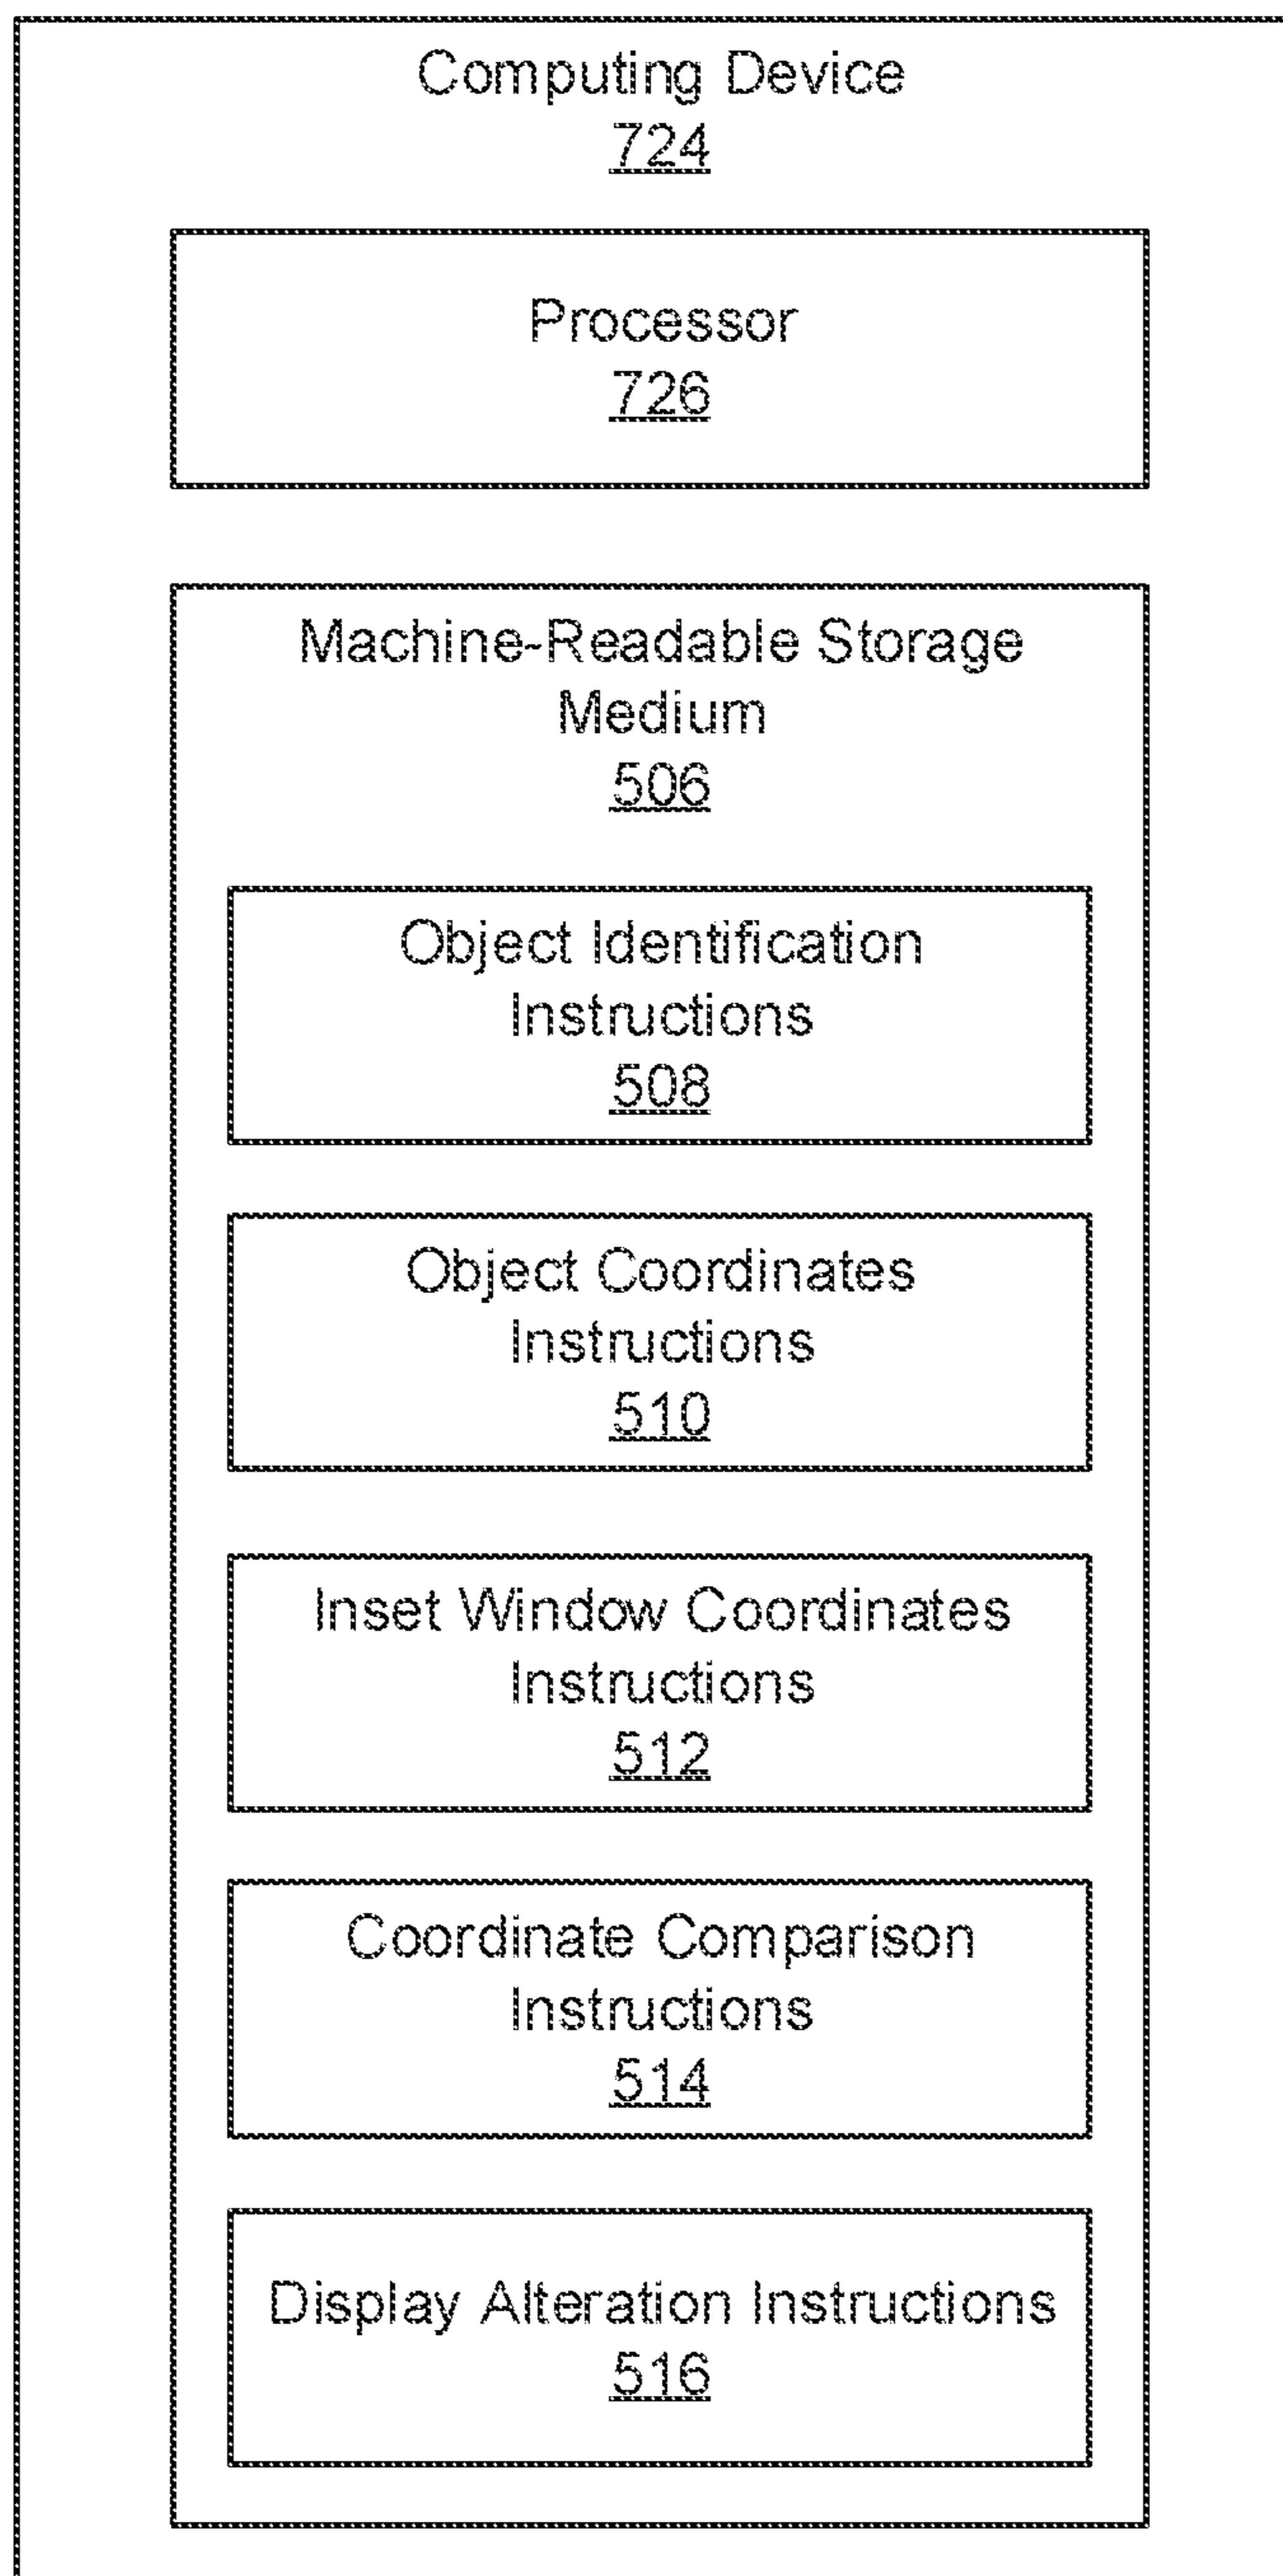 Computing Device
724
Processor
726
Machine-Readable Storage
Medium
506
Object Identification
Instructions
508
Object Coordinates
Instructions
510
Inset Window Coordinates
Instructions
512
Coordinate Comparison
Instructions
514
Display Alteration Instructions
516